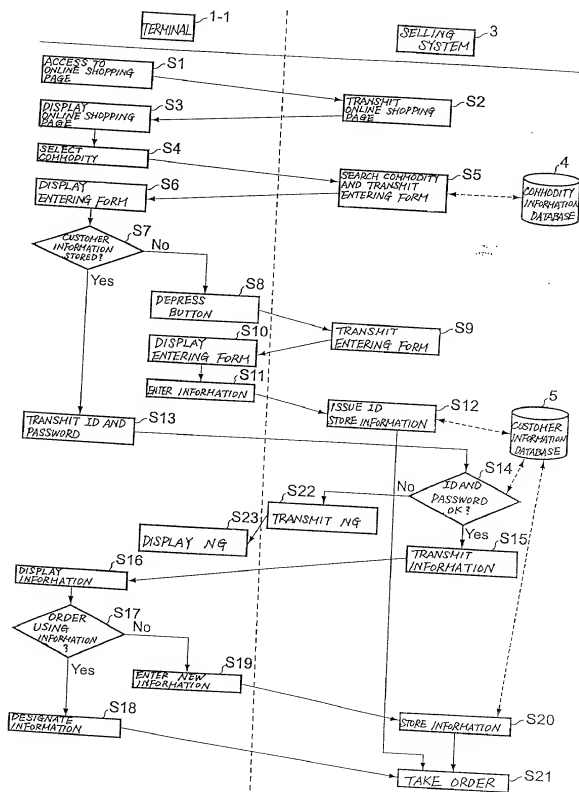 1-1
TERMINAL
3
SELLING
SYSTEM
S1
ACCESS TO
ONLINE SHOPPING
PAGE
S2
TRANSMIT
ONLINE SHOPPING
PAGE
S3
DISPLAY
ONLINE SHOPPING
PAGE
S4
SELECT
COMMODITY
S5
SEARCH COMMODITY
AND TRANSMIT
ENTERING FORM
4
COMMODITY
INFORMATION
DATABASE
S6
DISPLAY
ENTERING FORM
S7
CUSTOMER
INFORMATION
STORED?
No
Yes
S8
DEPRESS
BUTTON
S9
TRANSMIT
ENTERING FORM
S10
DISPLAY
ENTERING FORM
S11
ENTER INFORMATION
S12
ISSUE ID
STORE INFORMATION
5
CUSTOMER
INFORMATION
DATABASE
S13
TRANSMIT ID AND
PASSWORD
S14
ID AND
PASSWORD
OK?
No
Yes
S22
TRANSMIT NG
S23
DISPLAY NG
S15
TRANSMIT
INFORMATION
S16
DISPLAY
INFORMATION
S17
ORDER
USING
INFORMATION
?
No
Yes
S19
ENTER NEW
INFORMATION
S18
DESIGNATE
INFORMATION
S20
STORE INFORMATION
S21
TAKE ORDER